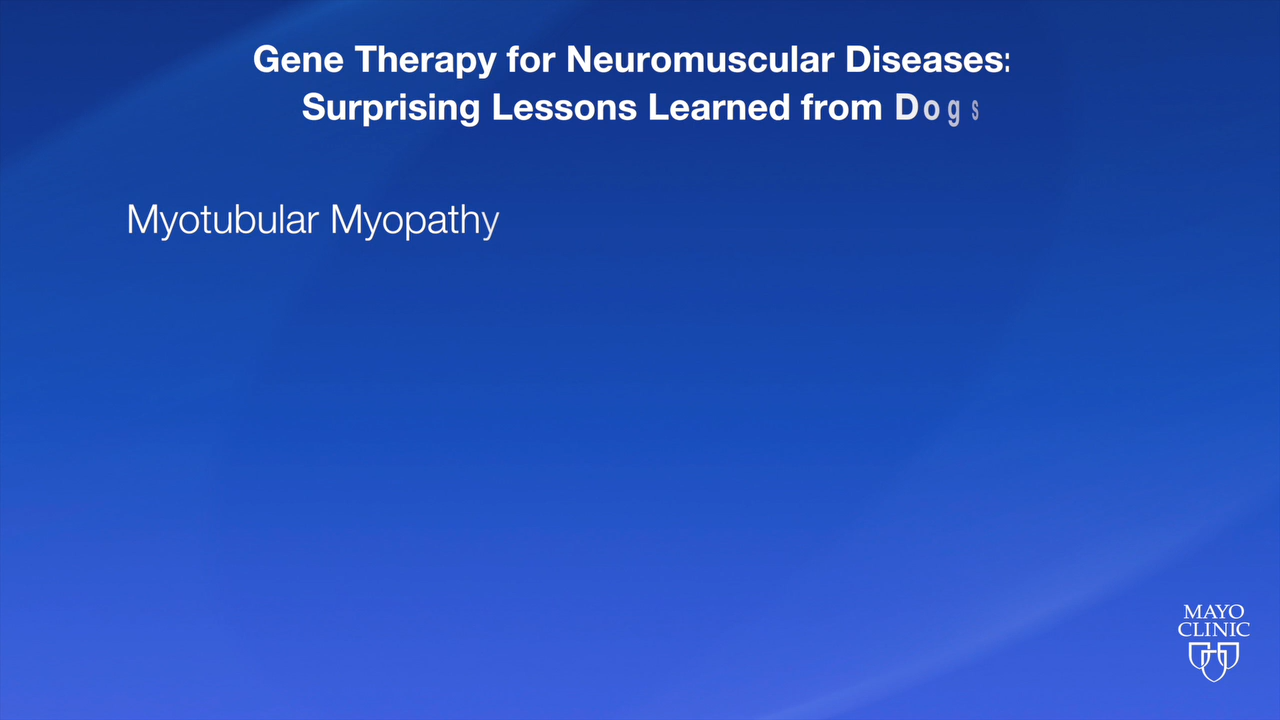 Gene Therapy for Neuromuscular Diseases:
Surprising Lessons Learned from Dogs
Myotubular Myopathy
MAYO
CLINIC